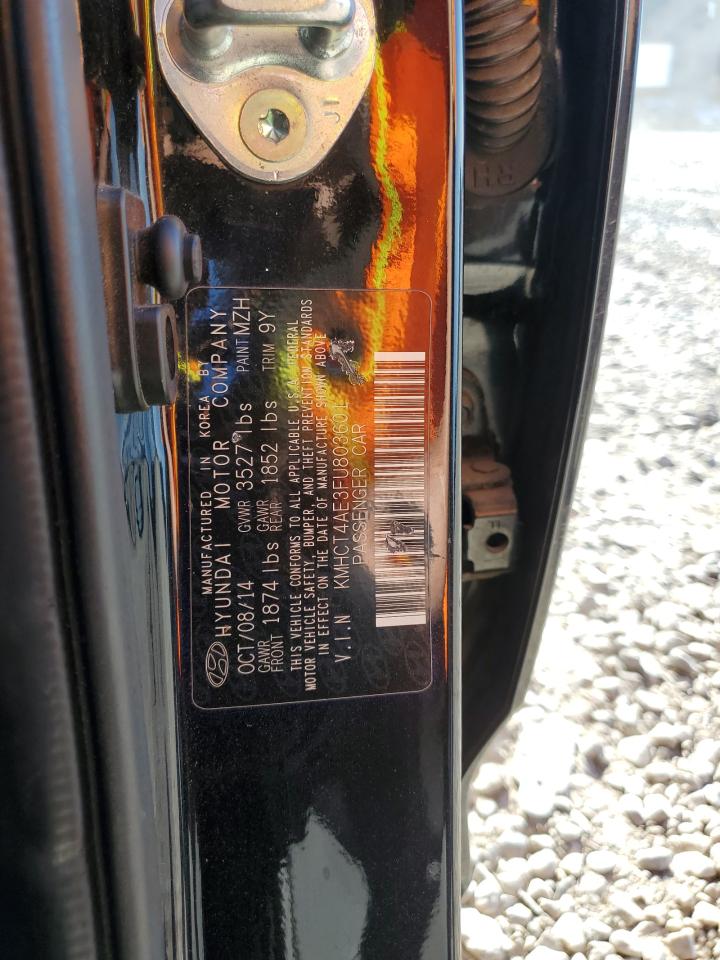 MANUFACTURED IN KOREA BY
HYUNDAI MOTOR COMPANY
OCT/08/14 GVWR 3527 lbs PAINT MZH
GAWR FRONT 1874 lbs GAWR REAR 1852 lbs TRIM 9Y
THIS VEHICLE CONFORMS TO ALL APPLICABLE U.S.A. FEDERAL
MOTOR VEHICLE SAFETY, BUMPER, AND THEFT PREVENTION STANDARDS
IN EFFECT ON THE DATE OF MANUFACTURE SHOWN ABOVE
V.I.N KMHCT4AE3FU803601
PASSENGER CAR
J1
RH